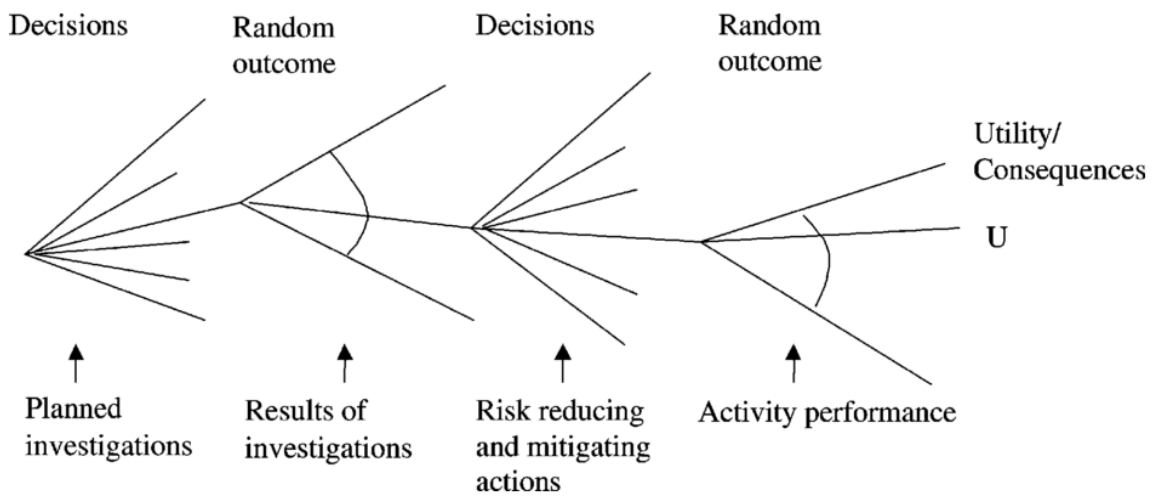 Decisions
Random
outcome
Decisions
Random
outcome
Utility/
Consequences
U
Planned
investigations
Results of
investigations
Risk reducing
and mitigating
actions
Activity performance